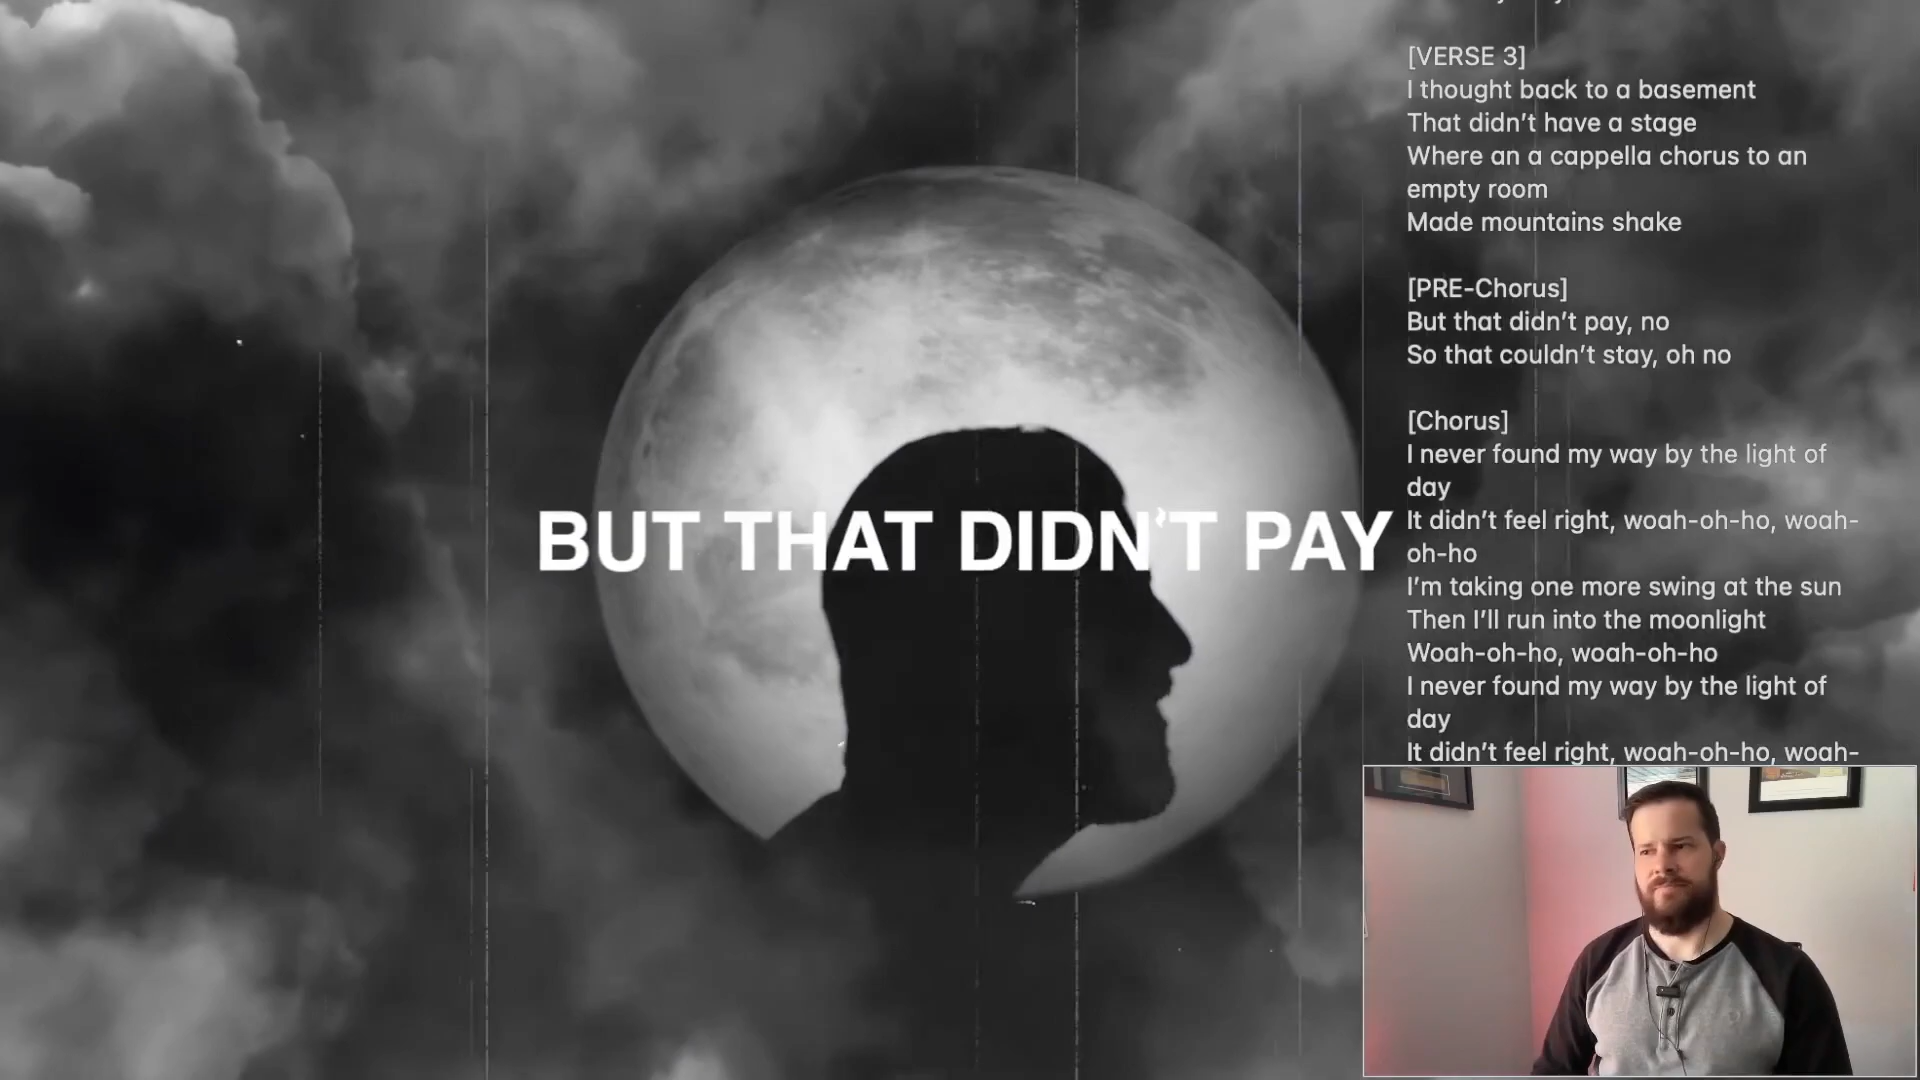 [VERSE 3]
I thought back to a basement
That didn't have a stage
Where an a cappella chorus to an
empty room
Made mountains shake
[PRE-Chorus]
But that didn't pay, no
So that couldn't stay, oh no
[Chorus]
I never found my way by the light of
day
It didn't feel right, woah-oh-ho, woah-
oh-ho
I'm taking one more swing at the sun
Then I'll run into the moonlight
Woah-oh-ho, woah-oh-ho
I never found my way by the light of
day
It didn't feel right, woah-oh-ho, woah-
BUT THAT DIDN'T PAY